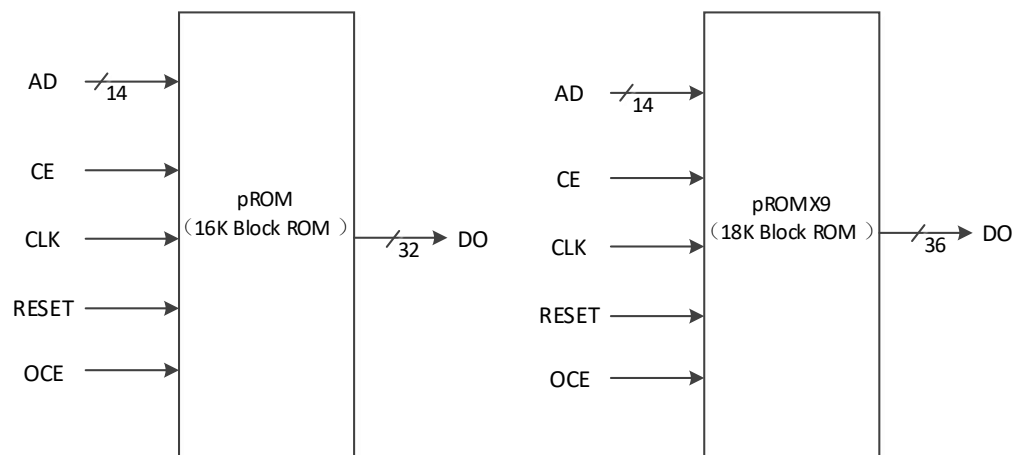 AD
14
CE
CLK
RESET
OCE
pROM
（16K Block ROM ）
32
DO
AD
14
CE
CLK
RESET
OCE
pROMX9
（18K Block ROM ）
36
DO